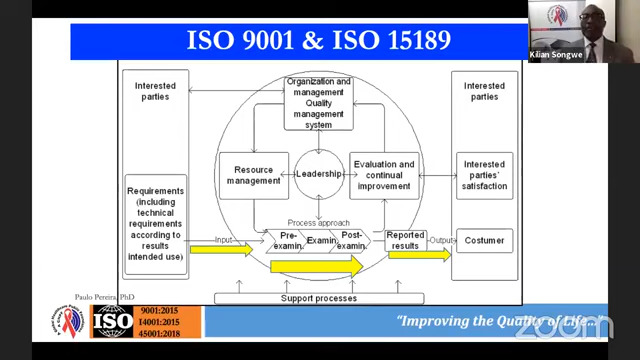 ISO 9001 & ISO 15189
Kilian Songwe
Interested
parties
Organization and
management
Quality
management
system
Interested
parties
Resource
management
Leadership
Evaluation and
continual
improvement
Interested
parties'
satisfaction
Requirements
(including
technical
requirements
according to
results
intended use)
Process approach
Input
Pre-
examin.
Examin.
Post-
examin.
Reported
results
Output
Costumer
Support processes
Paulo Pereira, PhD
ISO
9001:2015
14001:2015
45001:2018
"Improving the Quality of Life..."
zoom